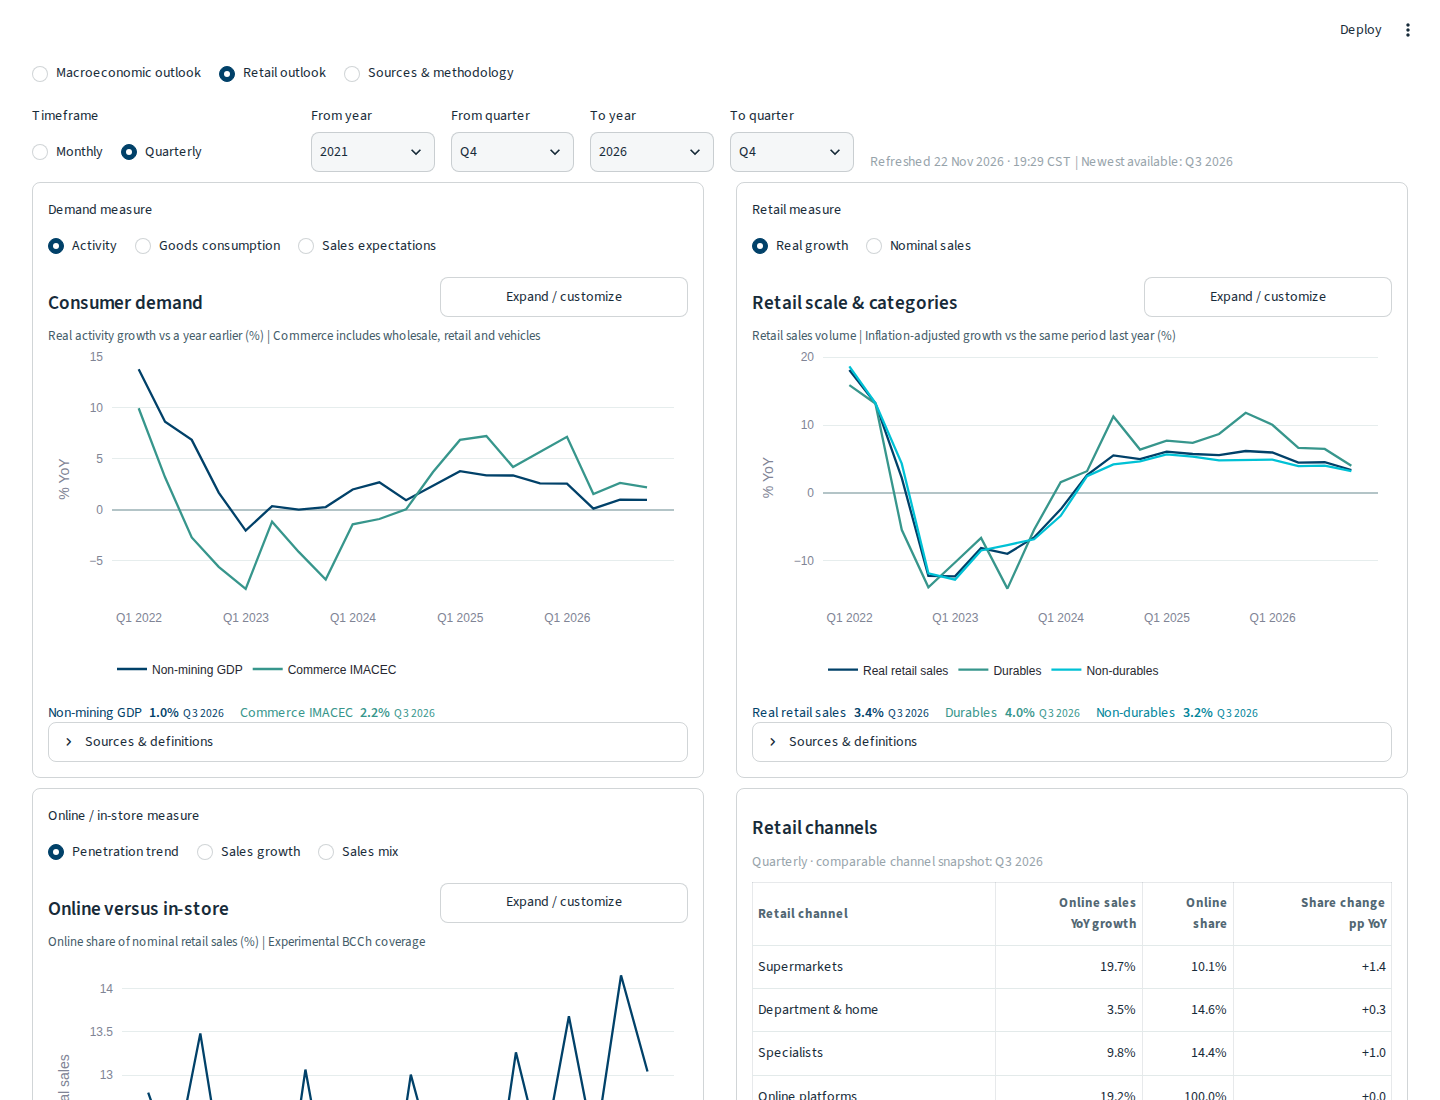 Deploy
Macroeconomic outlook Retail outlook Sources & methodology
Timeframe
Monthly Quarterly
From year
2021
From quarter
Q4
To year
2026
To quarter
Q4
Refreshed 22 Nov 2026 · 19:29 CST | Newest available: Q3 2026
Demand measure
Activity Goods consumption Sales expectations
Consumer demand
Expand / customize
Real activity growth vs a year earlier (%) | Commerce includes wholesale, retail and vehicles
15
10
5
0
−5
% YoY
Q1 2022 Q1 2023 Q1 2024 Q1 2025 Q1 2026
Non-mining GDP Commerce IMACEC
Non-mining GDP 1.0% Q3 2026 Commerce IMACEC 2.2% Q3 2026
Sources & definitions
Retail measure
Real growth Nominal sales
Retail scale & categories
Expand / customize
Retail sales volume | Inflation-adjusted growth vs the same period last year (%)
20
10
0
−10
% YoY
Q1 2022 Q1 2023 Q1 2024 Q1 2025 Q1 2026
Real retail sales Durables Non-durables
Real retail sales 3.4% Q3 2026 Durables 4.0% Q3 2026 Non-durables 3.2% Q3 2026
Sources & definitions
Online / in-store measure
Penetration trend Sales growth Sales mix
Online versus in-store
Expand / customize
Online share of nominal retail sales (%) | Experimental BCCh coverage
14
13.5
13
al sales
Retail channels
Quarterly · comparable channel snapshot: Q3 2026
Retail channel Online sales YoY growth Online share Share change pp YoY
Supermarkets 19.7% 10.1% +1.4
Department & home 3.5% 14.6% +0.3
Specialists 9.8% 14.4% +1.0
Online platforms 19.2% 100.0% +0.0